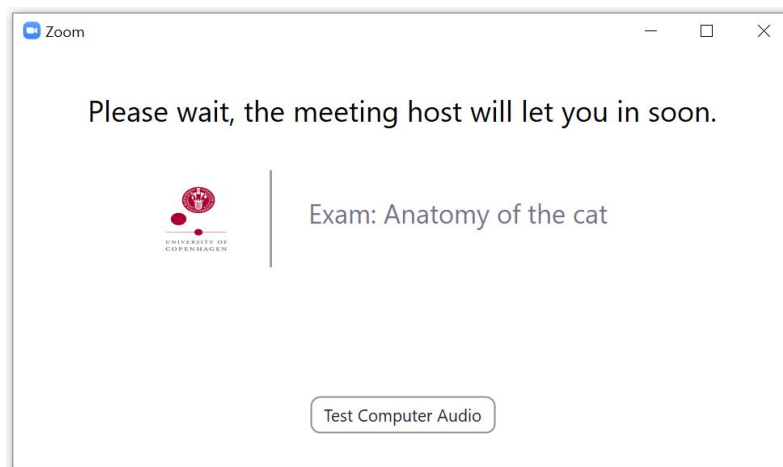 Zoom
Please wait, the meeting host will let you in soon.
Exam: Anatomy of the cat
UNIVERSITY OF
COPENHAGEN
Test Computer Audio